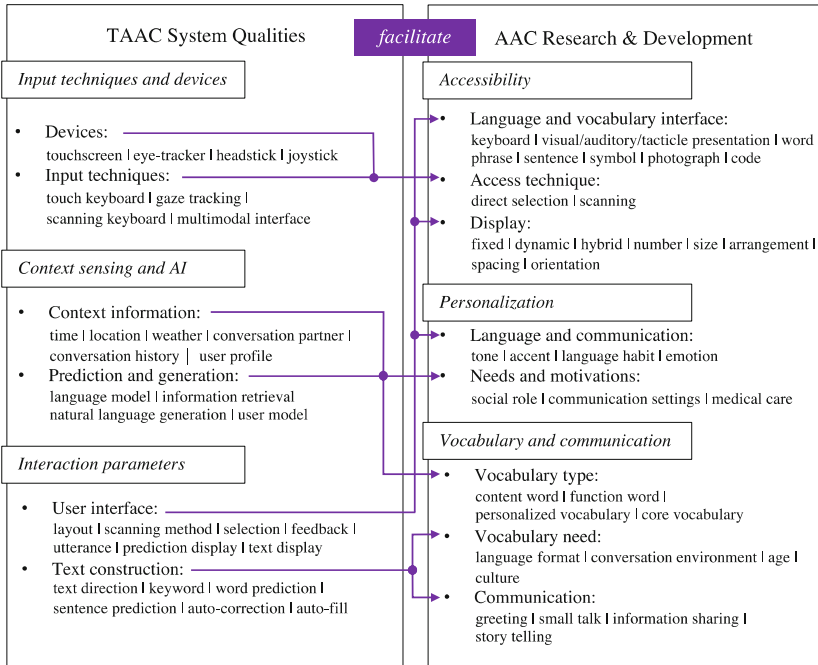 TAAC System Qualities
facilitate
AAC Research & Development
Input techniques and devices
• Devices:
touchscreen | eye-tracker | headstick | joystick
• Input techniques:
touch keyboard | gaze tracking |
scanning keyboard | multimodal interface
Context sensing and AI
• Context information:
time | location | weather | conversation partner |
conversation history | user profile
• Prediction and generation:
language model | information retrieval
natural language generation | user model
Interaction parameters
• User interface:
layout | scanning method | selection | feedback |
utterance | prediction display | text display
• Text construction:
text direction | keyword | word prediction |
sentence prediction | auto-correction | auto-fill
Accessibility
• Language and vocabulary interface:
keyboard | visual/auditory/tacticle presentation | word
phrase | sentence | symbol | photograph | code
• Access technique:
direct selection | scanning
• Display:
fixed | dynamic | hybrid | number | size | arrangement |
spacing | orientation
Personalization
• Language and communication:
tone | accent | language habit | emotion
• Needs and motivations:
social role | communication settings | medical care
Vocabulary and communication
• Vocabulary type:
content word | function word |
personalized vocabulary | core vocabulary
• Vocabulary need:
language format | conversation environment | age |
culture
• Communication:
greeting | small talk | information sharing |
story telling